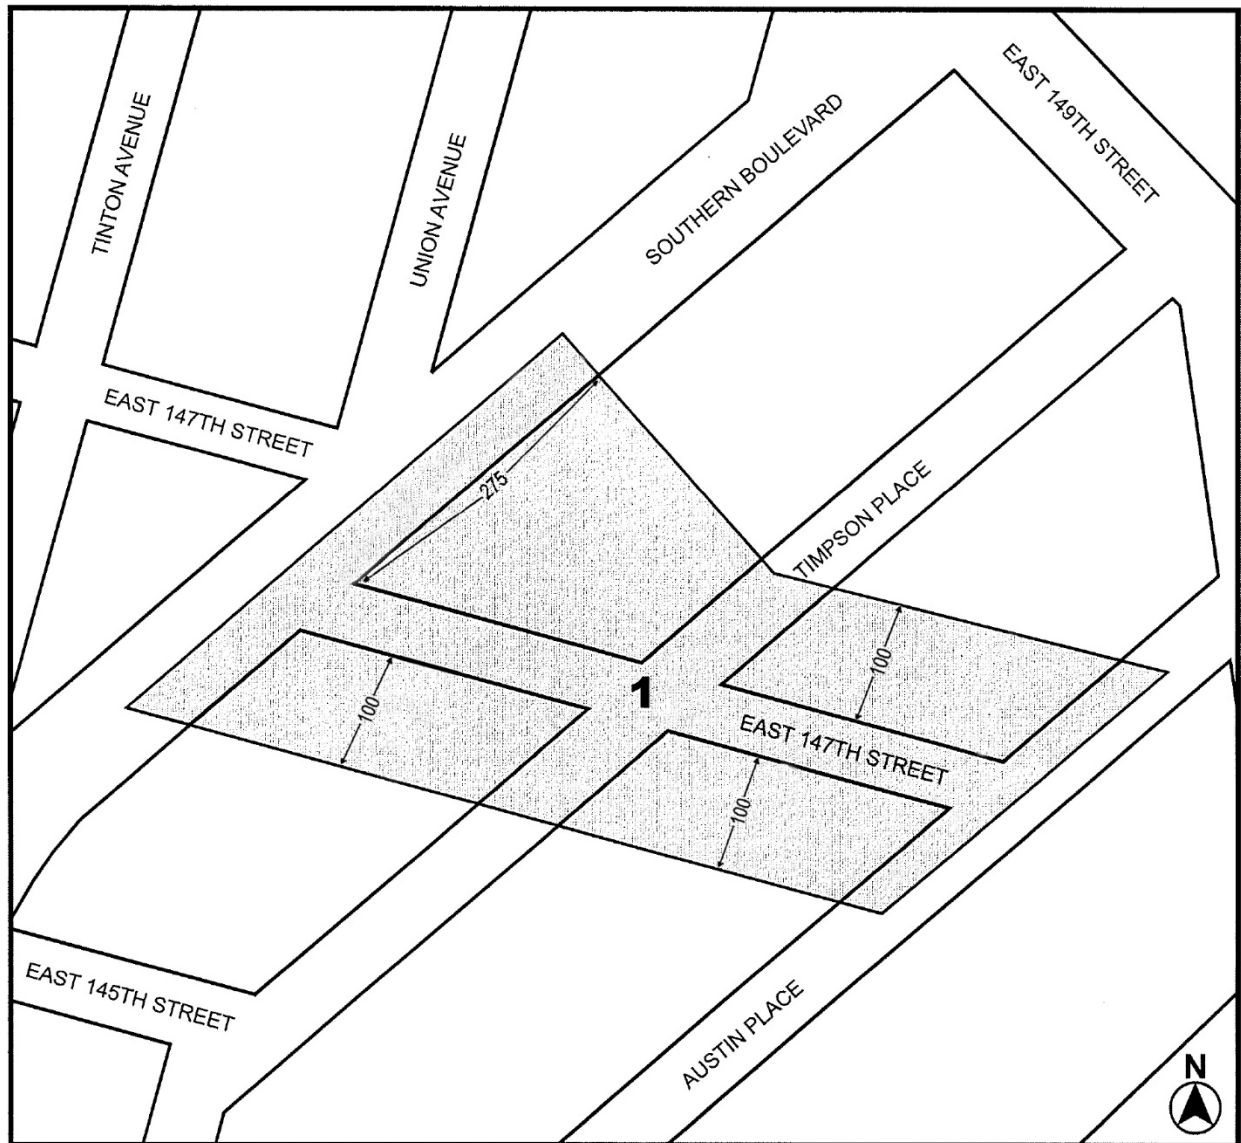 EAST 149TH STREET
TINTON AVENUE
UNION AVENUE
SOUTHERN BOULEVARD
EAST 147TH STREET
275
TIMPSON PLACE
100
1
100
EAST 147TH STREET
100
EAST 145TH STREET
AUSTIN PLACE
N